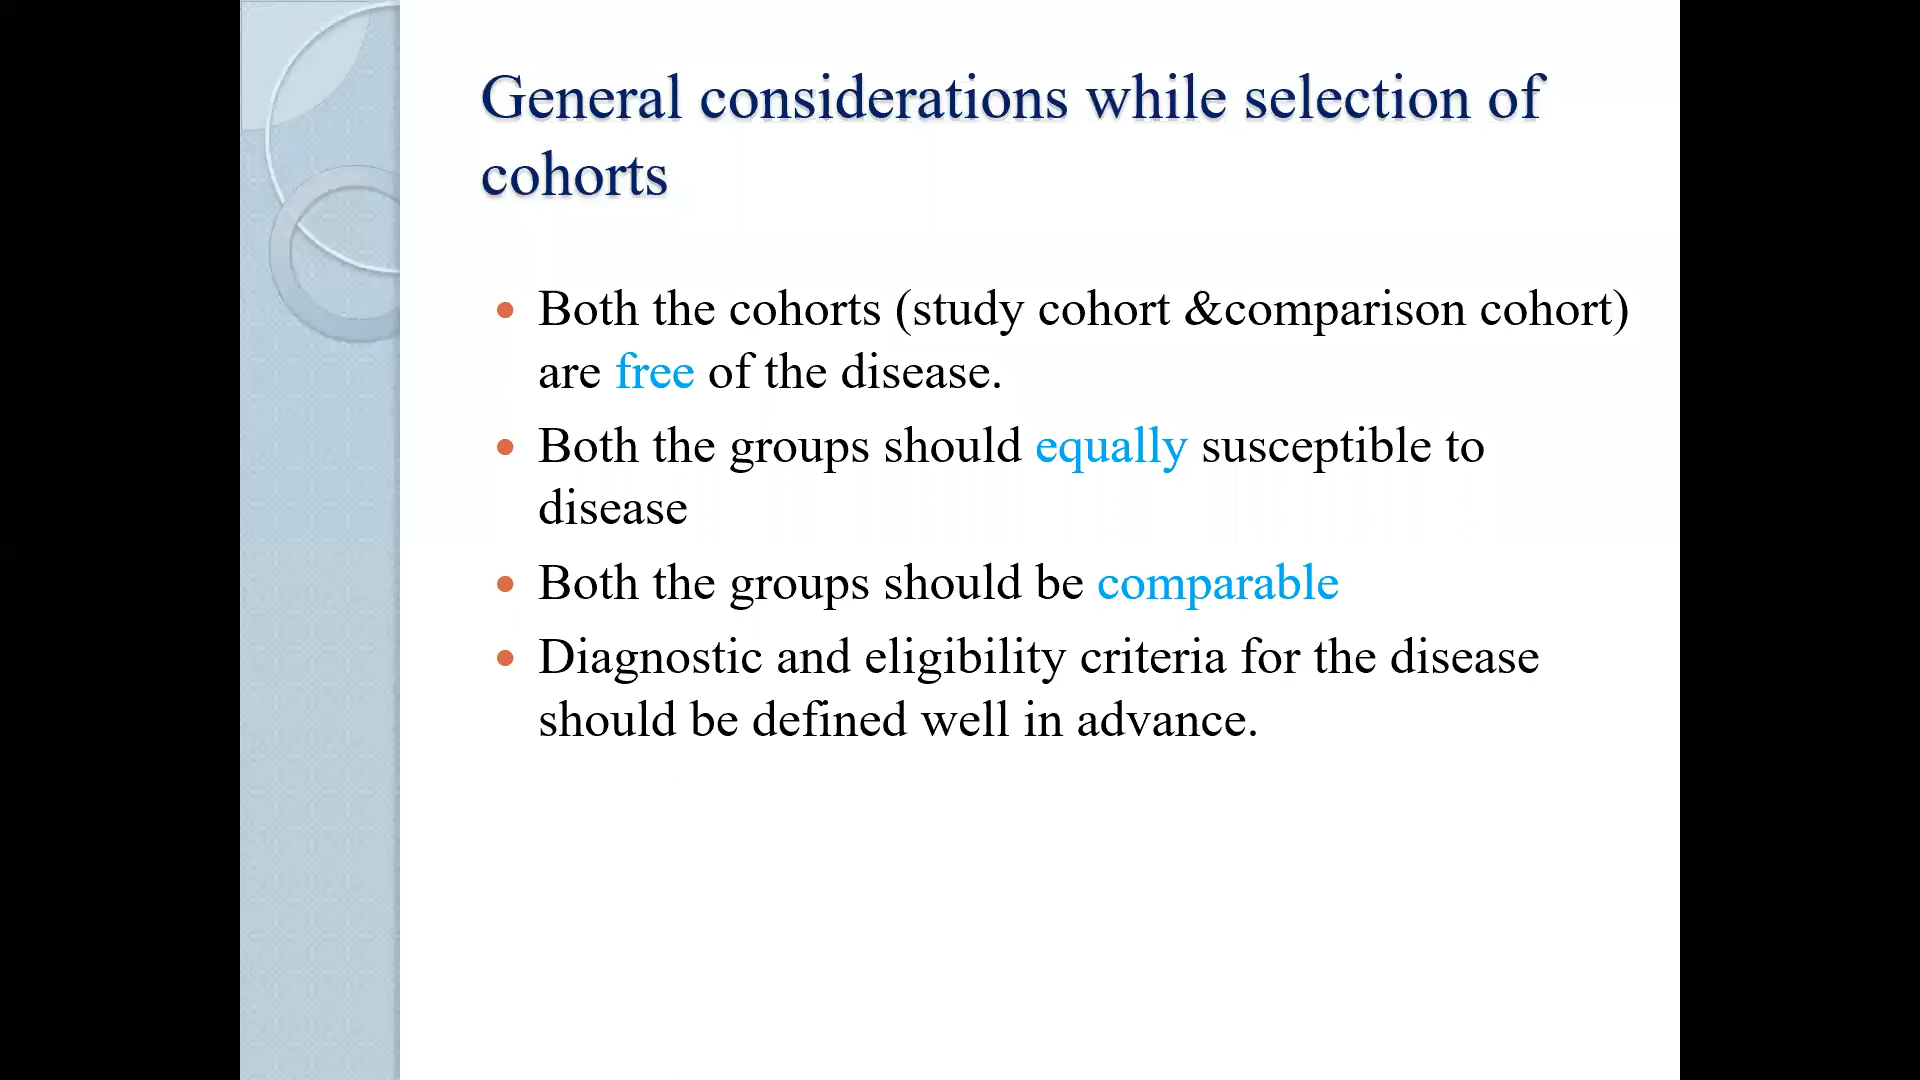 General considerations while selection of
cohorts
Both the cohorts (study cohort &comparison cohort)
are free of the disease.
Both the groups should equally susceptible to
disease
Both the groups should be comparable
Diagnostic and eligibility criteria for the disease
should be defined well in advance.